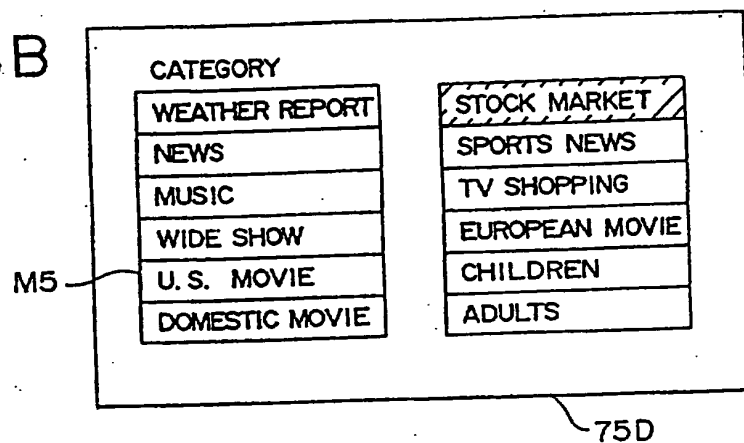 B
CATEGORY
WEATHER REPORT
NEWS
MUSIC
WIDE SHOW
U.S. MOVIE
DOMESTIC MOVIE
STOCK MARKET
SPORTS NEWS
TV SHOPPING
EUROPEAN MOVIE
CHILDREN
ADULTS
M5
75D